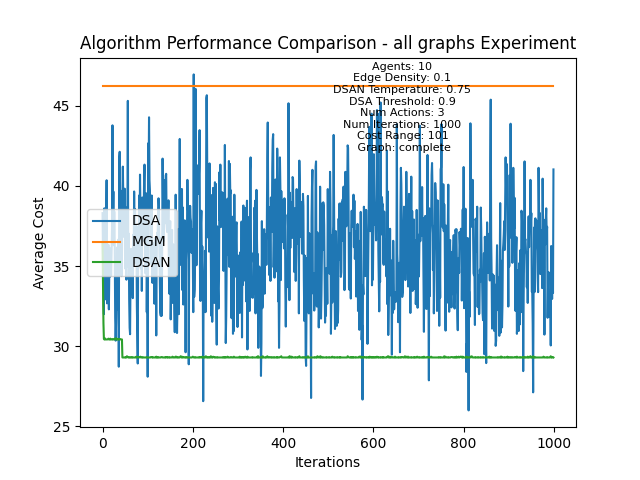 Algorithm Performance Comparison - all graphs Experiment
Agents: 10
Edge Density: 0.1
DSAN Temperature: 0.75
DSA Threshold: 0.9
Num Actions: 3
Num Iterations: 1000
Cost Range: 101
Graph: complete
45
40
35
30
25
Average Cost
DSA
MGM
DSAN
0
200
400
600
800
1000
Iterations